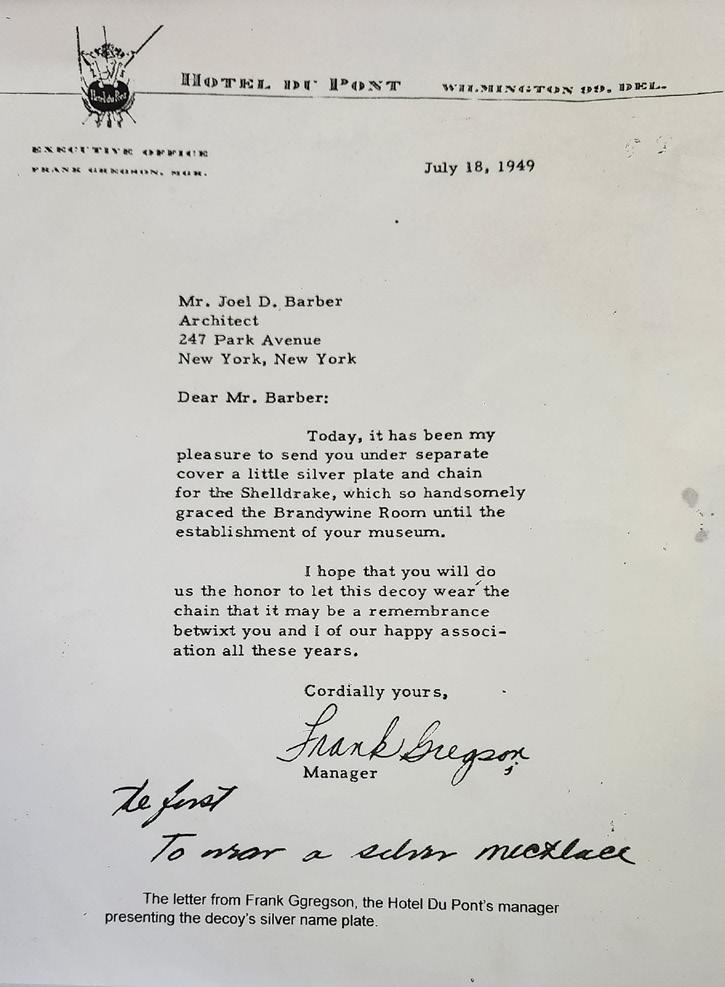 Hotel du Pont
HOTEL DU PONT WILMINGTON 99, DEL.
EXECUTIVE OFFICE
FRANK GREGSON, MGR.
July 18, 1949
Mr. Joel D. Barber
Architect
247 Park Avenue
New York, New York
Dear Mr. Barber:
Today, it has been my
pleasure to send you under separate
cover a little silver plate and chain
for the Shelldrake, which so handsomely
graced the Brandywine Room until the
establishment of your museum.
I hope that you will do
us the honor to let this decoy wear the
chain that it may be a remembrance
betwixt you and I of our happy associ-
ation all these years.
Cordially yours,
Frank Gregson
Manager
The first
To wear a silver necklace
The letter from Frank Ggregson, the Hotel Du Pont's manager
presenting the decoy's silver name plate.